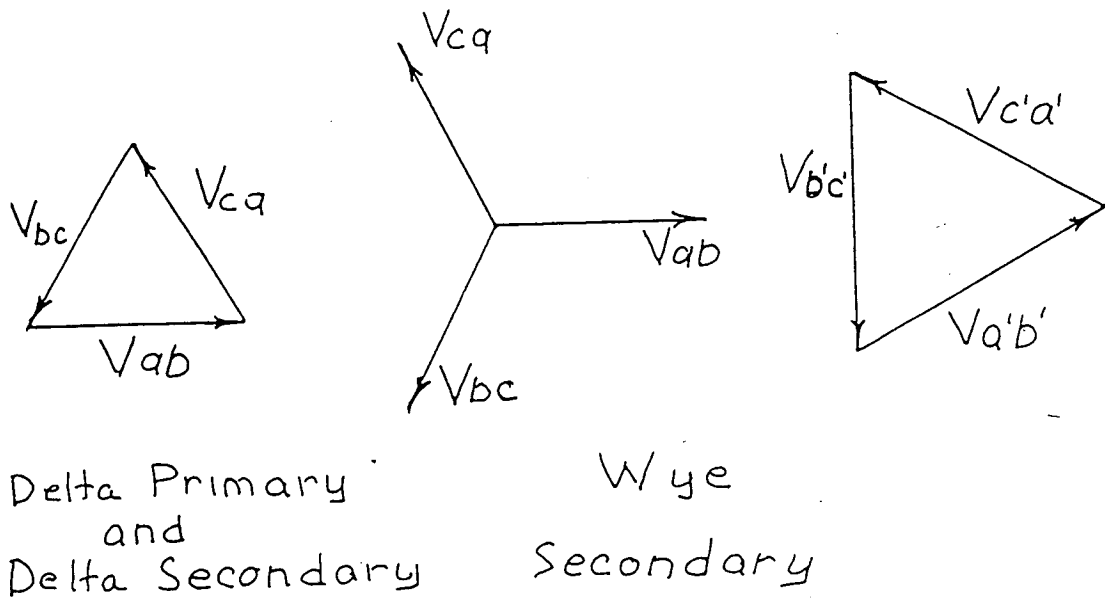 Vca
Vc'a'
Vb'c'
Vca
Vbc
Vab
Vab
Va'b'
Vbc
Delta Primary
and
Delta Secondary
Wye
Secondary